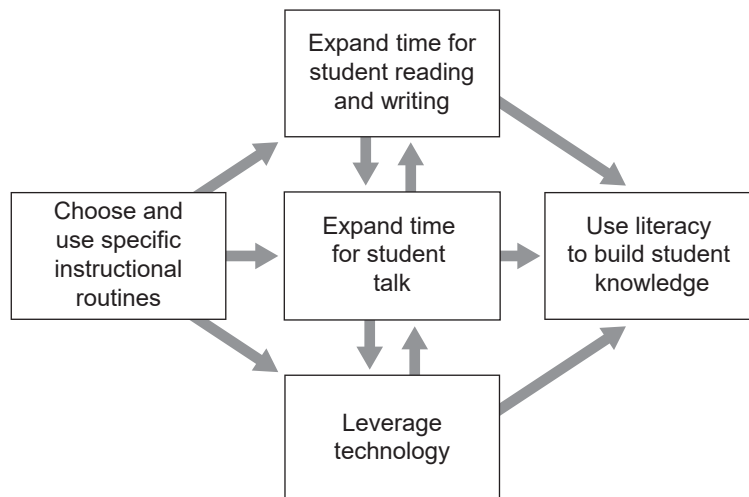 Expand time for
student reading
and writing
Choose and
use specific
instructional
routines
Expand time
for student
talk
Use literacy
to build student
knowledge
Leverage
technology